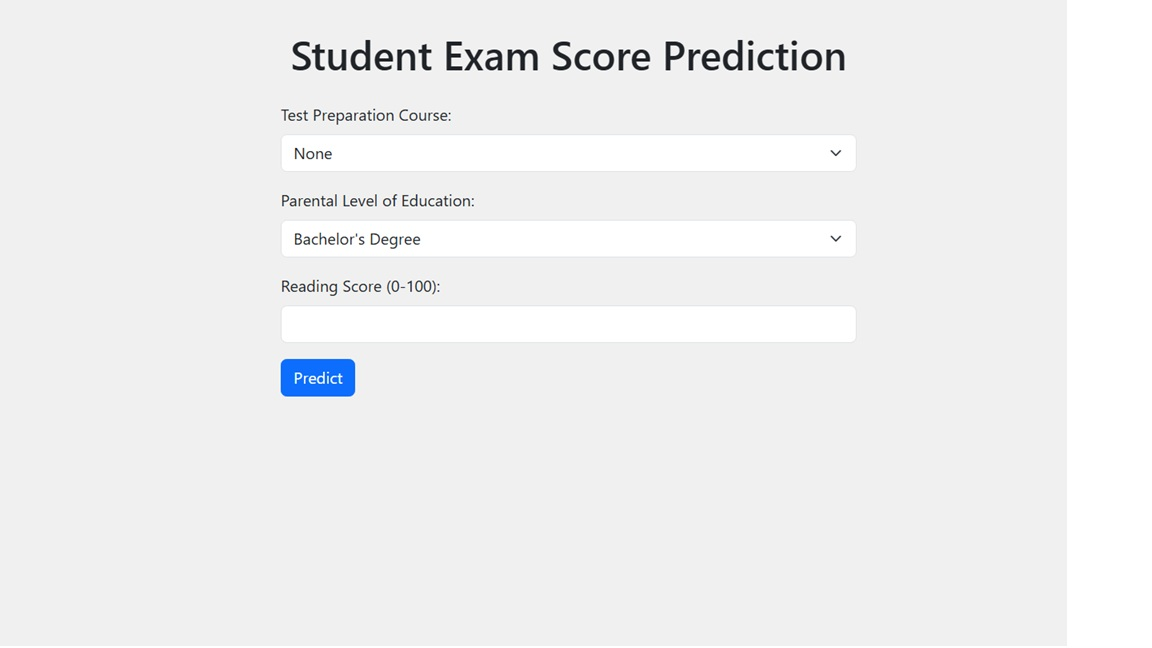 Student Exam Score Prediction
Test Preparation Course:
None
Parental Level of Education:
Bachelor's Degree
Reading Score (0-100):
Predict